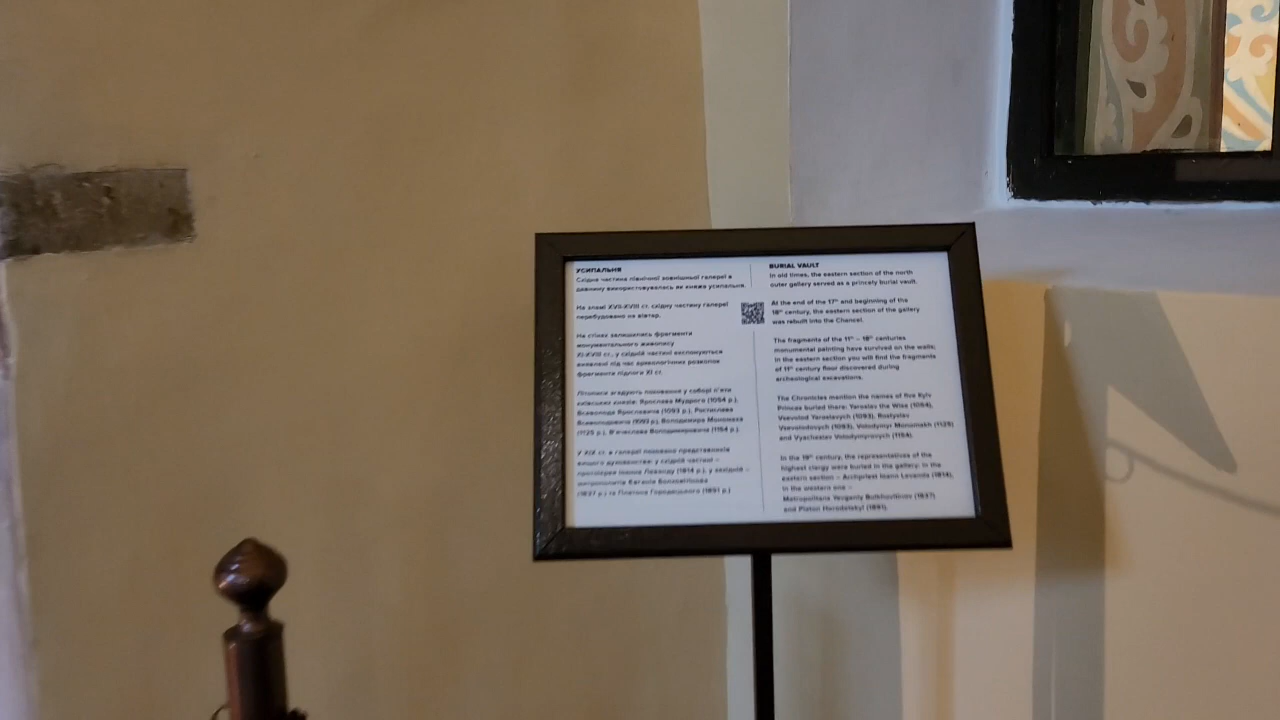 УСИПАЛЬНЯ
Східна частина північної зовнішньої галереї в
давнину використовувалась як княжа усипальня.
На зламі XVII-XVIII ст. східну частину галереї
перебудовано на вівтар.
На стінах залишились фрагменти
монументального живопису
XI-XVIII ст., у східній частині експонуються
виявлені під час археологічних розкопок
фрагменти підлоги XI ст.
Літописи згадують поховання у соборі п'яти
київських князів: Ярослава Мудрого (1054 р.),
Всеволода Ярославича (1093 р.), Ростислава
Всеволодовича (1093 р.), Володимира Мономаха
(1125 р.), В'ячеслава Володимировича (1154 р.)
У XIX ст. в галереї поховано представників
вищого духовенства: у східній частині –
протоієрея Іоанна Леванду (1814 р.), у західній –
митрополитів Євгенія Болховітінова
(1837 р.) та Платона Городецького (1891 р.)
BURIAL VAULT
In old times, the eastern section of the north
outer gallery served as a princely burial vault.
At the end of the 17th and beginning of the
18th century, the eastern section of the gallery
was rebuilt into the Chancel.
The fragments of the 11th – 18th centuries
monumental painting have survived on the walls;
in the eastern section you will find the fragments
of 11th century floor discovered during
archeological excavations.
The Chronicles mention the names of five Kyiv
Princes buried there: Yaroslav the Wise (1054),
Vsevolod Yaroslavych (1093), Rostyslav
Vsevolodovych (1093), Volodymyr Monomakh (1125)
and Vyacheslav Volodymyrovych (1154).
In the 19th century, the representatives of the
highest clergy were buried in the gallery: in the
eastern section – Archpriest Ioann Levanda (1814),
in the western one –
Metropolitans Yevgeniy Bolkhovitinov (1837)
and Platon Horodetskyi (1891).